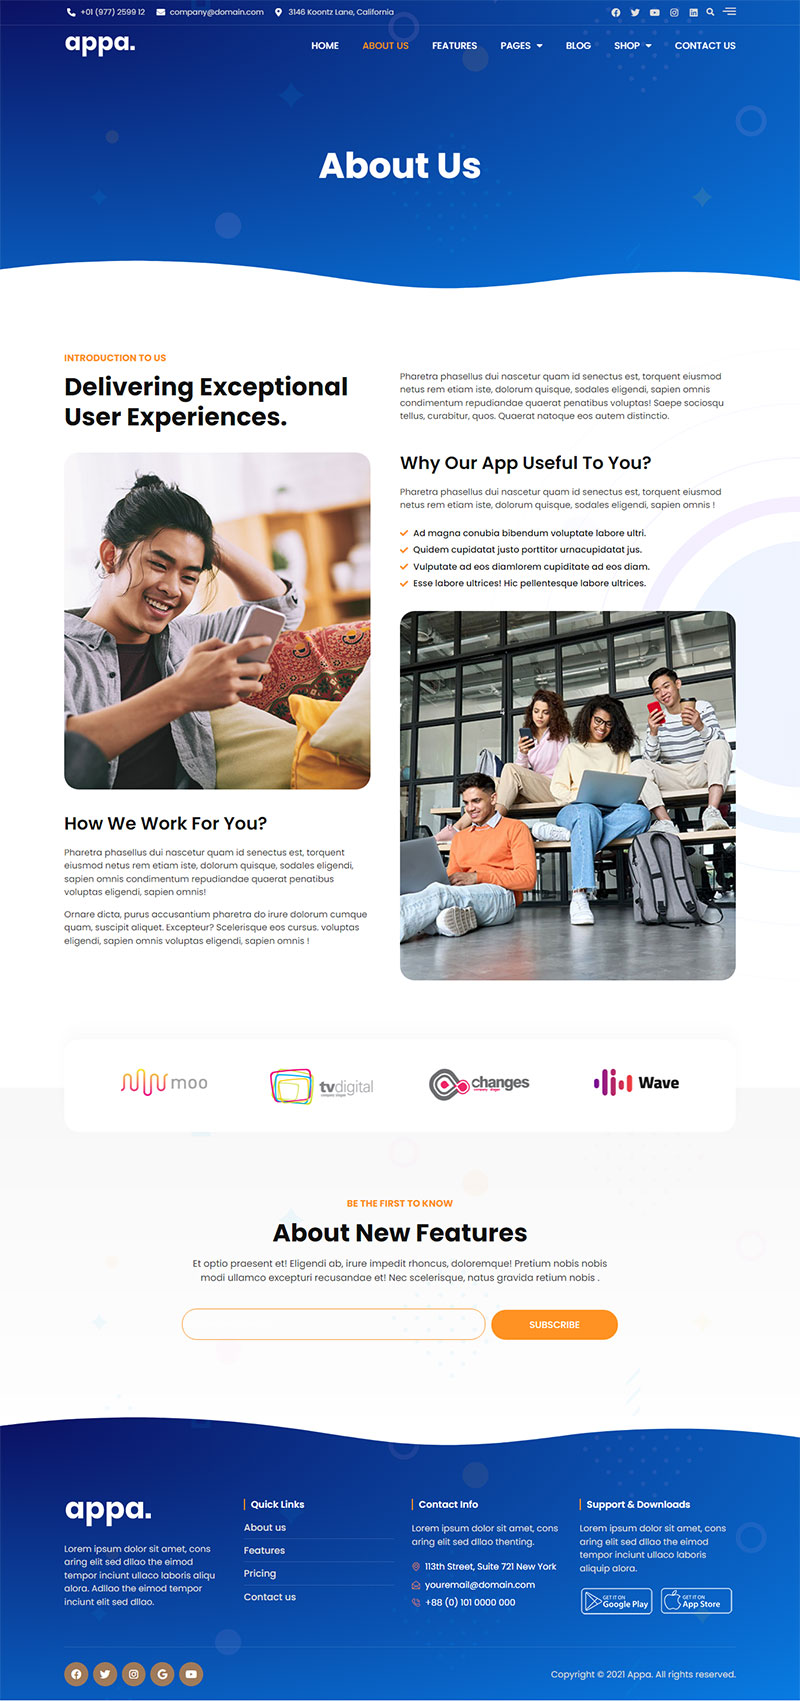 +01 (977) 2599 12 company@domain.com 3146 Koontz Lane, California
appa. HOME ABOUT US FEATURES PAGES BLOG SHOP CONTACT US
About Us
INTRODUCTION TO US
Delivering Exceptional
User Experiences.
How We Work For You?
Pharetra phasellus dui nascetur quam id senectus est, torquent
eiusmod netus rem etiam iste, dolorum quisque, sodales eligendi,
sapien omnis condimentum repudiandae quaerat penatibus
voluptas eligendi, sapien omnis!
Ornare dicta, purus accusantium pharetra do irure dolorum cumque
quam, suscipit aliquet. Excepteur? Scelerisque eos cursus. voluptas
eligendi, sapien omnis voluptas eligendi, sapien omnis !
Pharetra phasellus dui nascetur quam id senectus est, torquent eiusmod
netus rem etiam iste, dolorum quisque, sodales eligendi, sapien omnis
condimentum repudiandae quaerat penatibus voluptas! Saepe sociosqu
tellus, curabitur, quos. Quaerat natoque eos autem distinctio.
Why Our App Useful To You?
Pharetra phasellus dui nascetur quam id senectus est, torquent eiusmod
netus rem etiam iste, dolorum quisque, sodales eligendi, sapien omnis !
Ad magna conubia bibendum voluptate labore ultri.
Quidem cupidatat justo porttitor urnacupidatat jus.
Vulputate ad eos diamlorem cupiditate ad eos diam.
Esse labore ultrices! Hic pellentesque labore ultrices.
moo
tvdigital
changes
Wave
BE THE FIRST TO KNOW
About New Features
Et optio praesent et! Eligendi ab, irure impedit rhoncus, doloremque! Pretium nobis nobis
modi ullamco excepturi recusandae et! Nec scelerisque, natus gravida retium nobis .
SUBSCRIBE
appa.
Lorem ipsum dolor sit amet, cons
aring elit sed dllao the eimod
tempor inciunt ullaco laboris aliqu
alora. Adllao the eimod tempor
inciunt elit sed dllao.
Quick Links
About us
Features
Pricing
Contact us
Contact Info
Lorem ipsum dolor sit amet, cons
aring elit sed dllao thenting.
113th Street, Suite 721 New York
youremail@domain.com
+88 (0) 101 0000 000
Support & Downloads
Lorem ipsum dolor sit amet, cons
aring elit sed dllao the eimod
tempor inciunt ullaco laboris
aliquip alora.
GET IT ON
Google Play
GET IT ON
App Store
Copyright © 2021 Appa. All rights reserved.